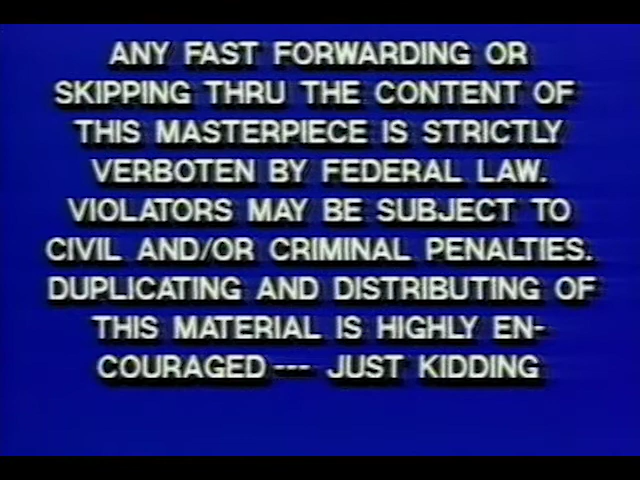 ANY FAST FORWARDING OR
SKIPPING THRU THE CONTENT OF
THIS MASTERPIECE IS STRICTLY
VERBOTEN BY FEDERAL LAW.
VIOLATORS MAY BE SUBJECT TO
CIVIL AND/OR CRIMINAL PENALTIES.
DUPLICATING AND DISTRIBUTING OF
THIS MATERIAL IS HIGHLY EN-
COURAGED --- JUST KIDDING